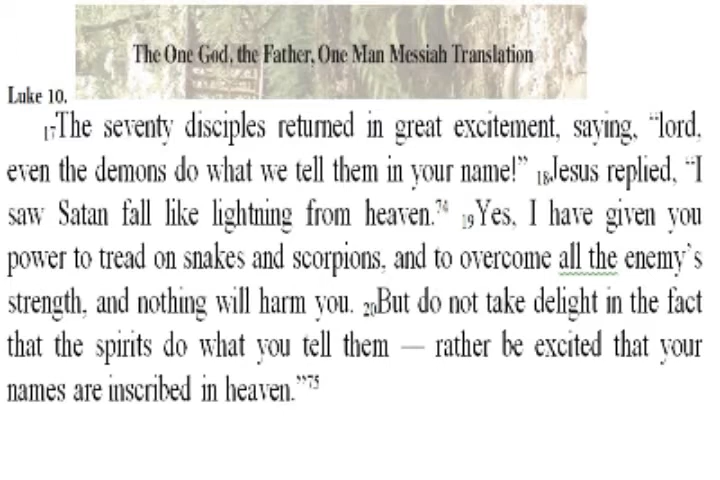 The One God, the Father, One Man Messiah Translation
Luke 10.
17The seventy disciples returned in great excitement, saying, “lord,
even the demons do what we tell them in your name!” 18Jesus replied, “I
saw Satan fall like lightning from heaven.74 19Yes, I have given you
power to tread on snakes and scorpions, and to overcome all the enemy’s
strength, and nothing will harm you. 20But do not take delight in the fact
that the spirits do what you tell them — rather be excited that your
names are inscribed in heaven.”75